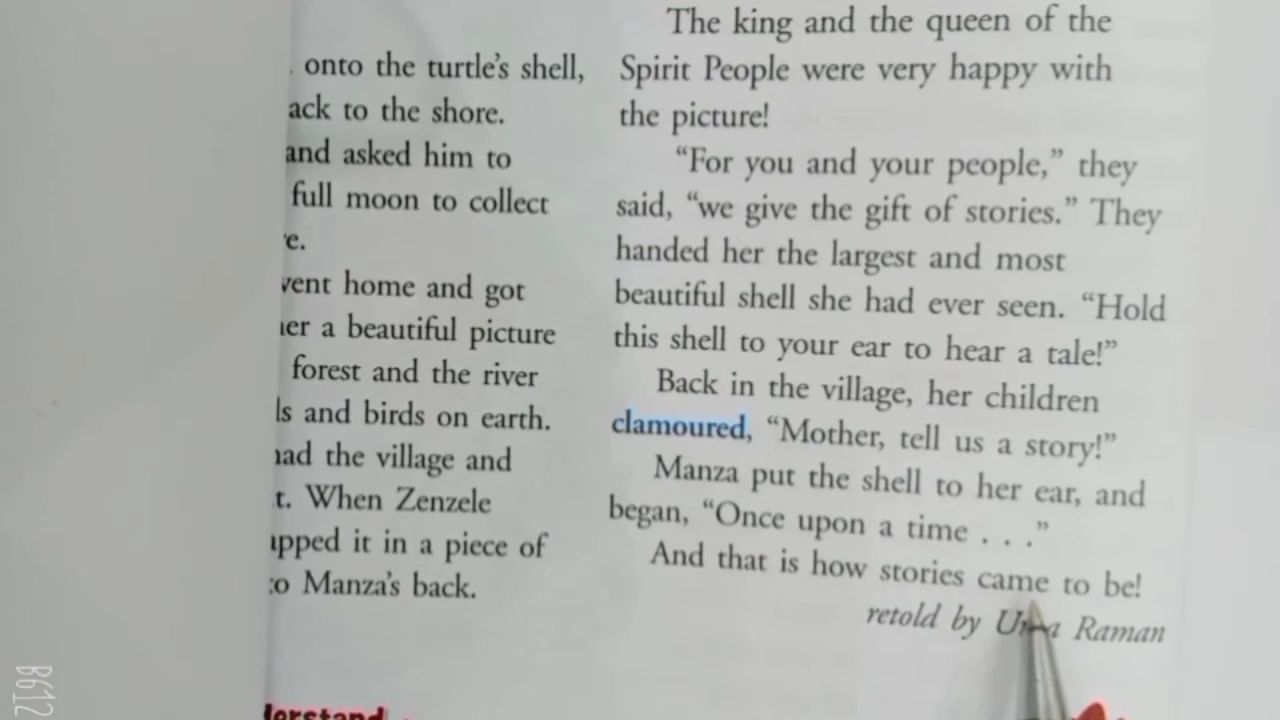 onto the turtle's shell,
ack to the shore.
and asked him to
full moon to collect
e.
vent home and got
er a beautiful picture
forest and the river
ls and birds on earth.
had the village and
t. When Zenzele
pped it in a piece of
to Manza's back.
The king and the queen of the
Spirit People were very happy with
the picture!
“For you and your people,” they
said, “we give the gift of stories.” They
handed her the largest and most
beautiful shell she had ever seen. “Hold
this shell to your ear to hear a tale!”
Back in the village, her children
clamoured, “Mother, tell us a story!”
Manza put the shell to her ear, and
began, “Once upon a time . . .”
And that is how stories came to be!
retold by Raman
B612